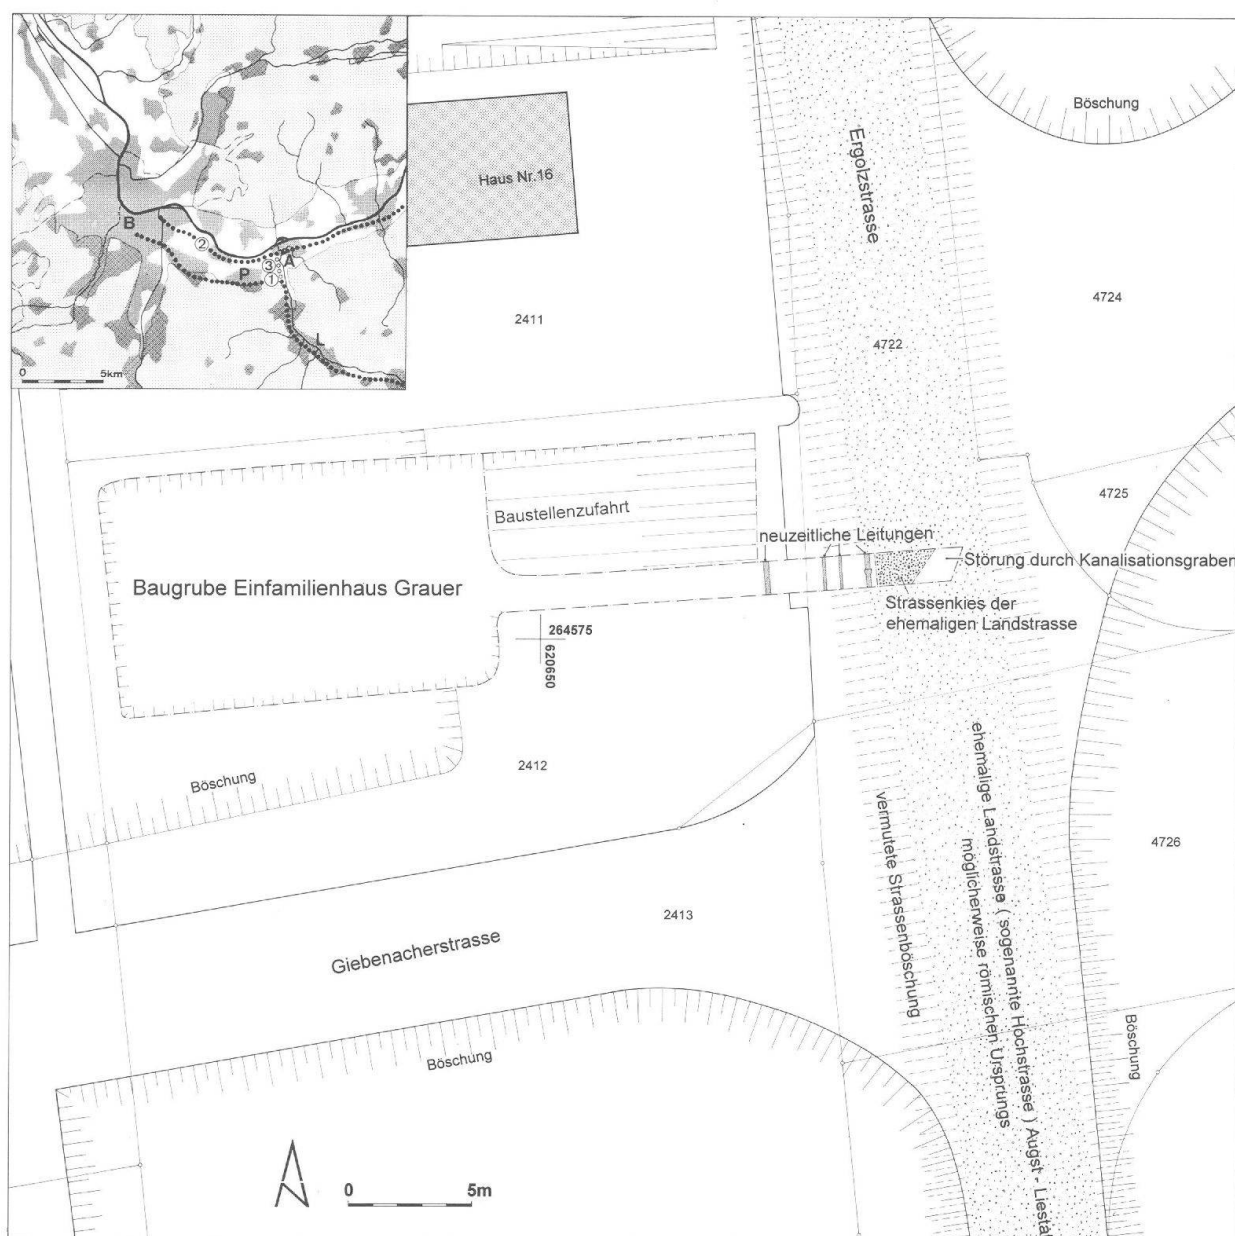 B
2
3
A
P
1
L
0 5km
Haus Nr.16
Böschung
Ergolzstrasse
2411
4722
4724
4725
Baustellenzufahrt
neuzeitliche Leitungen
Störung durch Kanalisationsgraben
Baugrube Einfamilienhaus Grauer
Strassenkies der
ehemaligen Landstrasse
264575
620650
Böschung
2412
vermutete Strassenböschung
ehemalige Landstrasse ( sogenannte Hochstrasse ) Augst - Liesta
möglicherweise römischen Ursprungs
4726
2413
Giebenacherstrasse
Böschung
Böschung
N
0 5m